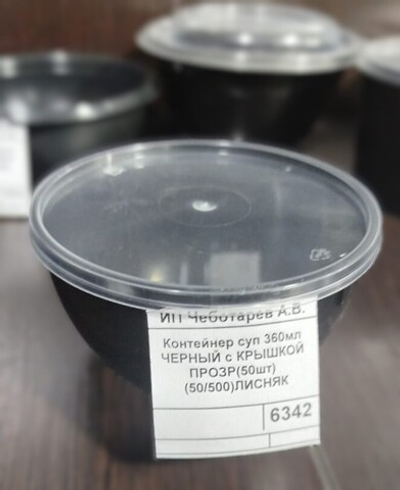 ИП Чеботарев А.В.
Контейнер суп 360мл
ЧЕРНЫЙ с КРЫШКОЙ
ПРОЗР(50шт)
(50/500)ЛИСНЯК
6342